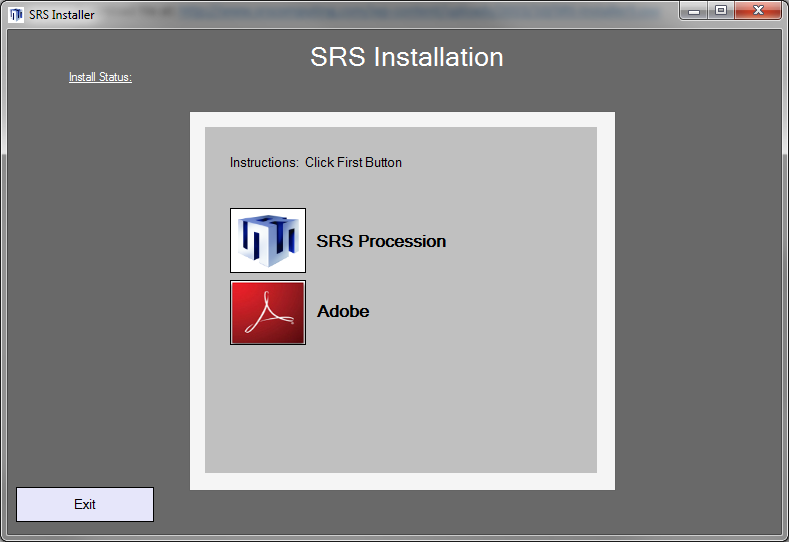 SRS Installer
SRS Installation
Install Status:
Instructions:  Click First Button
SRS Procession
Adobe
Exit